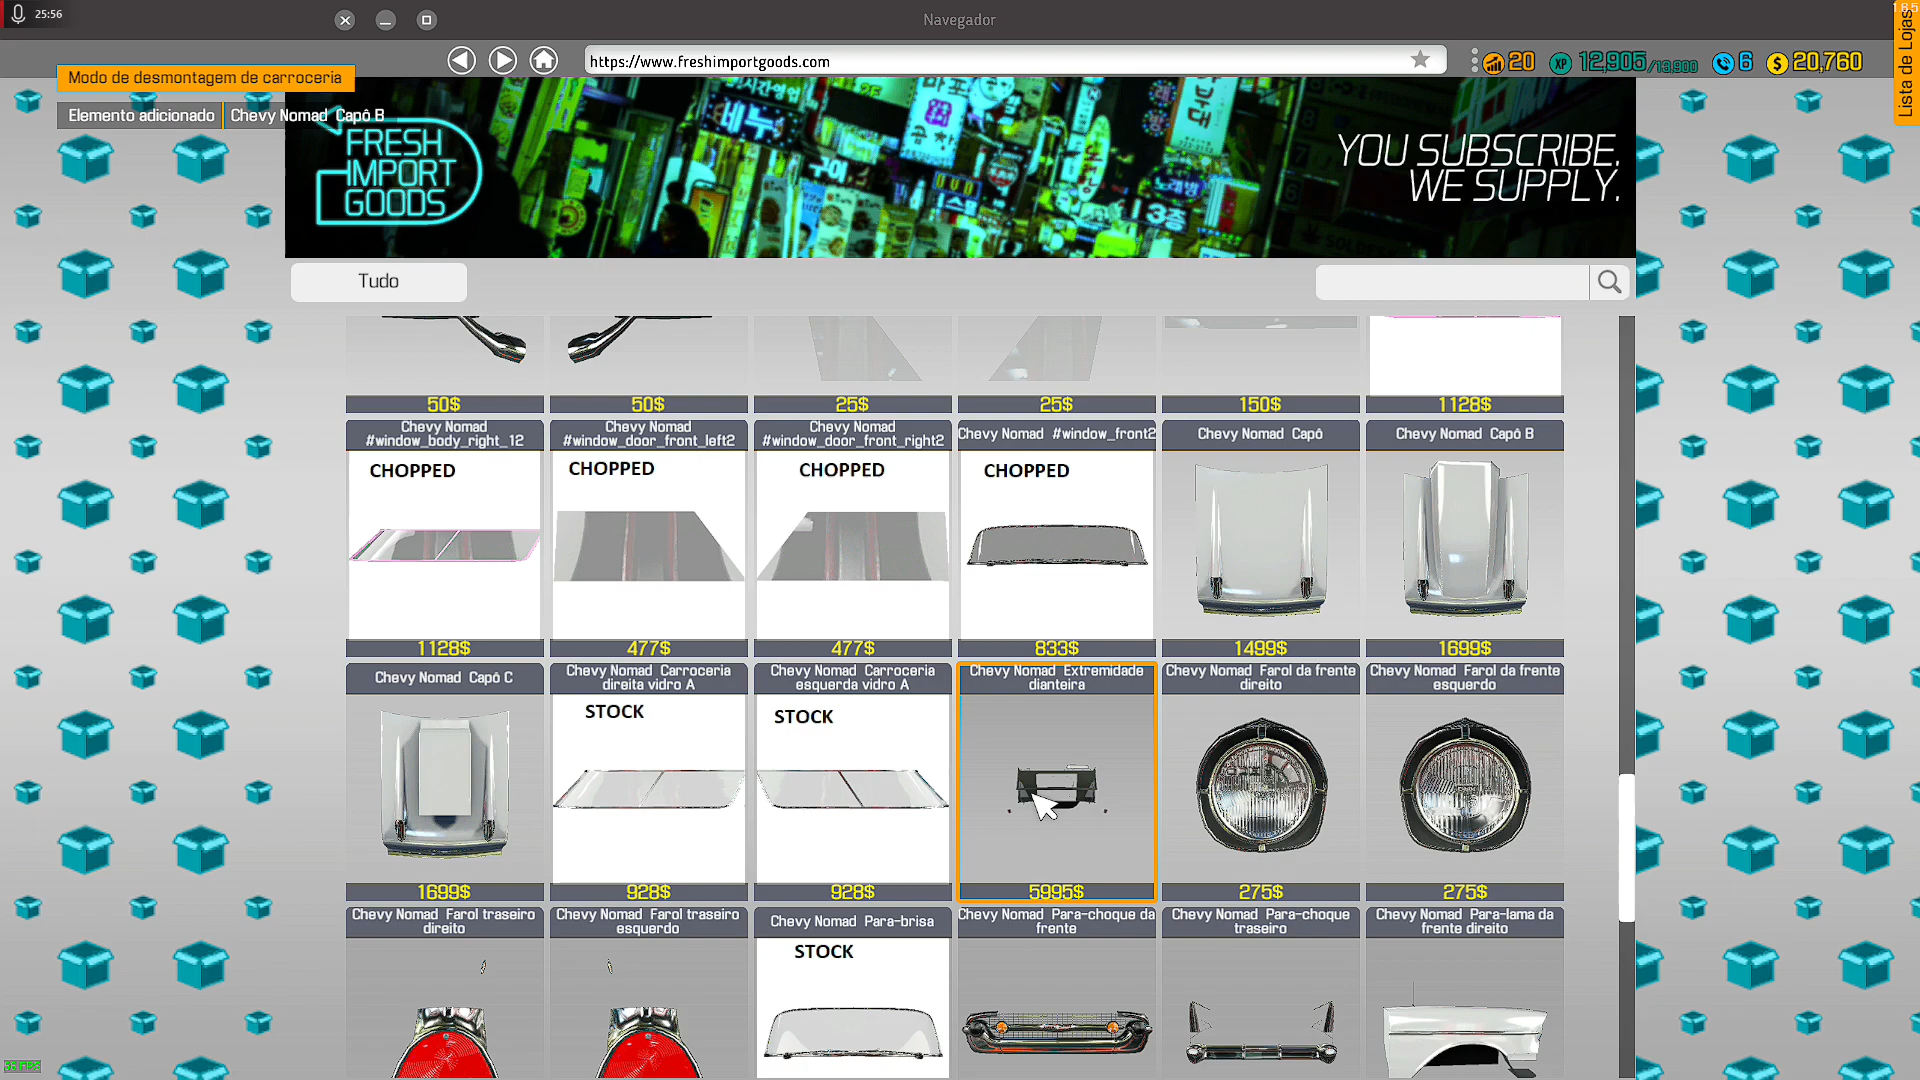 25:56
Navegador
https://www.freshimportgoods.com
20
XP 12,905/13,900
6
$ 20,760
Lista de Lojas
Modo de desmontagem de carroceria
Elemento adicionado
Chevy Nomad Capô B
FRESH
IMPORT
GOODS
YOU SUBSCRIBE.
WE SUPPLY.
Tudo
50$
50$
25$
25$
150$
1128$
Chevy Nomad
#window_body_right_12
CHOPPED
1128$
Chevy Nomad
#window_door_front_left2
CHOPPED
477$
Chevy Nomad
#window_door_front_right2
CHOPPED
477$
Chevy Nomad #window_front2
CHOPPED
833$
Chevy Nomad Capô
1499$
Chevy Nomad Capô B
1699$
Chevy Nomad Capô C
1699$
Chevy Nomad Carroceria
direita vidro A
STOCK
928$
Chevy Nomad Carroceria
esquerda vidro A
STOCK
928$
Chevy Nomad Extremidade
dianteira
5995$
Chevy Nomad Farol da frente
direito
275$
Chevy Nomad Farol da frente
esquerdo
275$
Chevy Nomad Farol traseiro
direito
Chevy Nomad Farol traseiro
esquerdo
Chevy Nomad Para-brisa
STOCK
Chevy Nomad Para-choque da
frente
Chevy Nomad Para-choque
traseiro
Chevy Nomad Para-lama da
frente direito